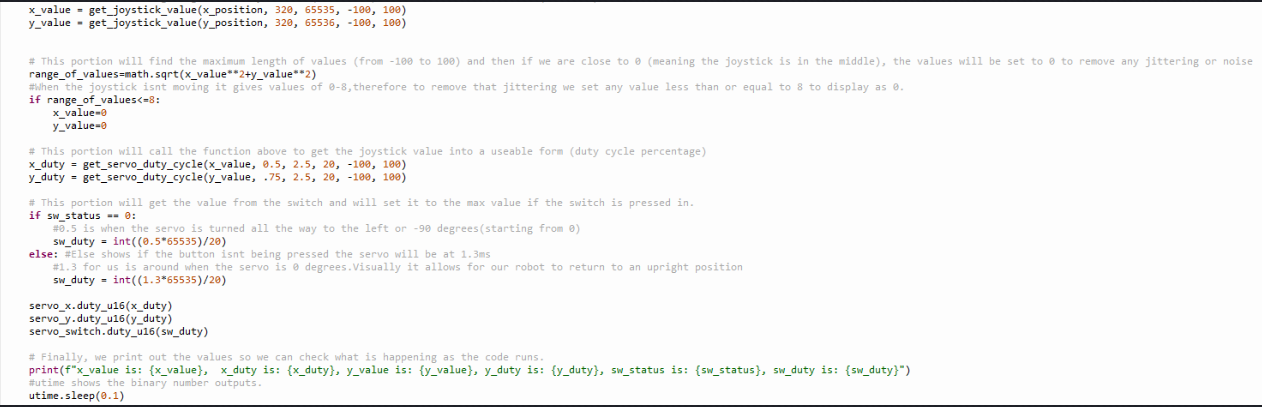 x_value = get_joystick_value(x_position, 320, 65535, -100, 100)
y_value = get_joystick_value(y_position, 320, 65536, -100, 100)
# This portion will find the maximum length of values (from -100 to 100) and then if we are close to 0 (meaning the joystick is in the middle), the values will be set to 0 to remove any jittering or noise
range_of_values=math.sqrt(x_value**2+y_value**2)
#When the joystick isnt moving it gives values of 0-8,therefore to remove that jittering we set any value less than or equal to 8 to display as 0.
if range_of_values<=8:
    x_value=0
    y_value=0
# This portion will call the function above to get the joystick value into a useable form (duty cycle percentage)
x_duty = get_servo_duty_cycle(x_value, 0.5, 2.5, 20, -100, 100)
y_duty = get_servo_duty_cycle(y_value, .75, 2.5, 20, -100, 100)
# This portion will get the value from the switch and will set it to the max value if the switch is pressed in.
if sw_status == 0:
    #0.5 is when the servo is turned all the way to the left or -90 degrees(starting from 0)
    sw_duty = int((0.5*65535)/20)
else: #Else shows if the button isnt being pressed the servo will be at 1.3ms
    #1.3 for us is around when the servo is 0 degrees.Visually it allows for our robot to return to an upright position
    sw_duty = int((1.3*65535)/20)
servo_x.duty_u16(x_duty)
servo_y.duty_u16(y_duty)
servo_switch.duty_u16(sw_duty)
# Finally, we print out the values so we can check what is happening as the code runs.
print(f"x_value is: {x_value},  x_duty is: {x_duty}, y_value is: {y_value}, y_duty is: {y_duty}, sw_status is: {sw_status}, sw_duty is: {sw_duty}")
#utime shows the binary number outputs.
utime.sleep(0.1)